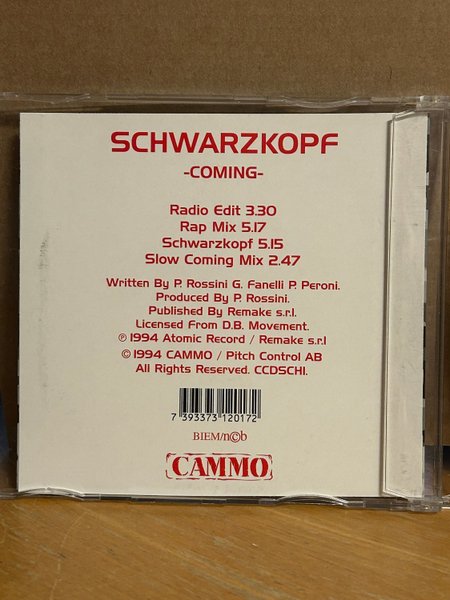 SCHWARZKOPF
-COMING-
Radio Edit 3.30
Rap Mix 5.17
Schwarzkopf 5.15
Slow Coming Mix 2.47
Written By P. Rossini G. Fanelli P. Peroni.
Produced By P. Rossini.
Published By Remake s.r.l.
Licensed From D.B. Movement.
℗ 1994 Atomic Record / Remake s.r.l
© 1994 CAMMO / Pitch Control AB
All Rights Reserved. CCDSCH1.
7 393373 120172
BIEM/n©b
CAMMO